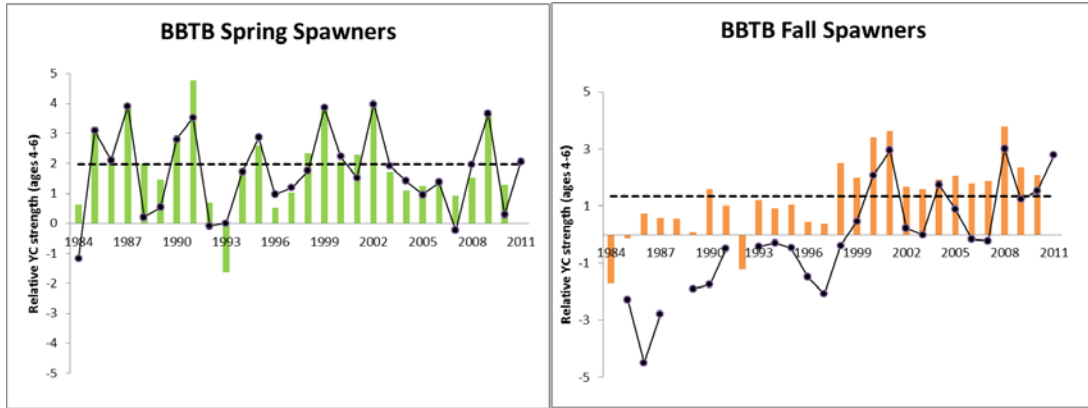 BBTB Spring Spawners
Relative YC strength (ages 4-6)
5
4
3
2
1
0
-1
-2
-3
-4
-5
1984 1987 1990 1993 1996 1999 2002 2005 2008 2011
BBTB Fall Spawners
Relative YC strength (ages 4-6)
5
3
1
-1
-3
-5
1984 1987 1990 1993 1996 1999 2002 2005 2008 2011